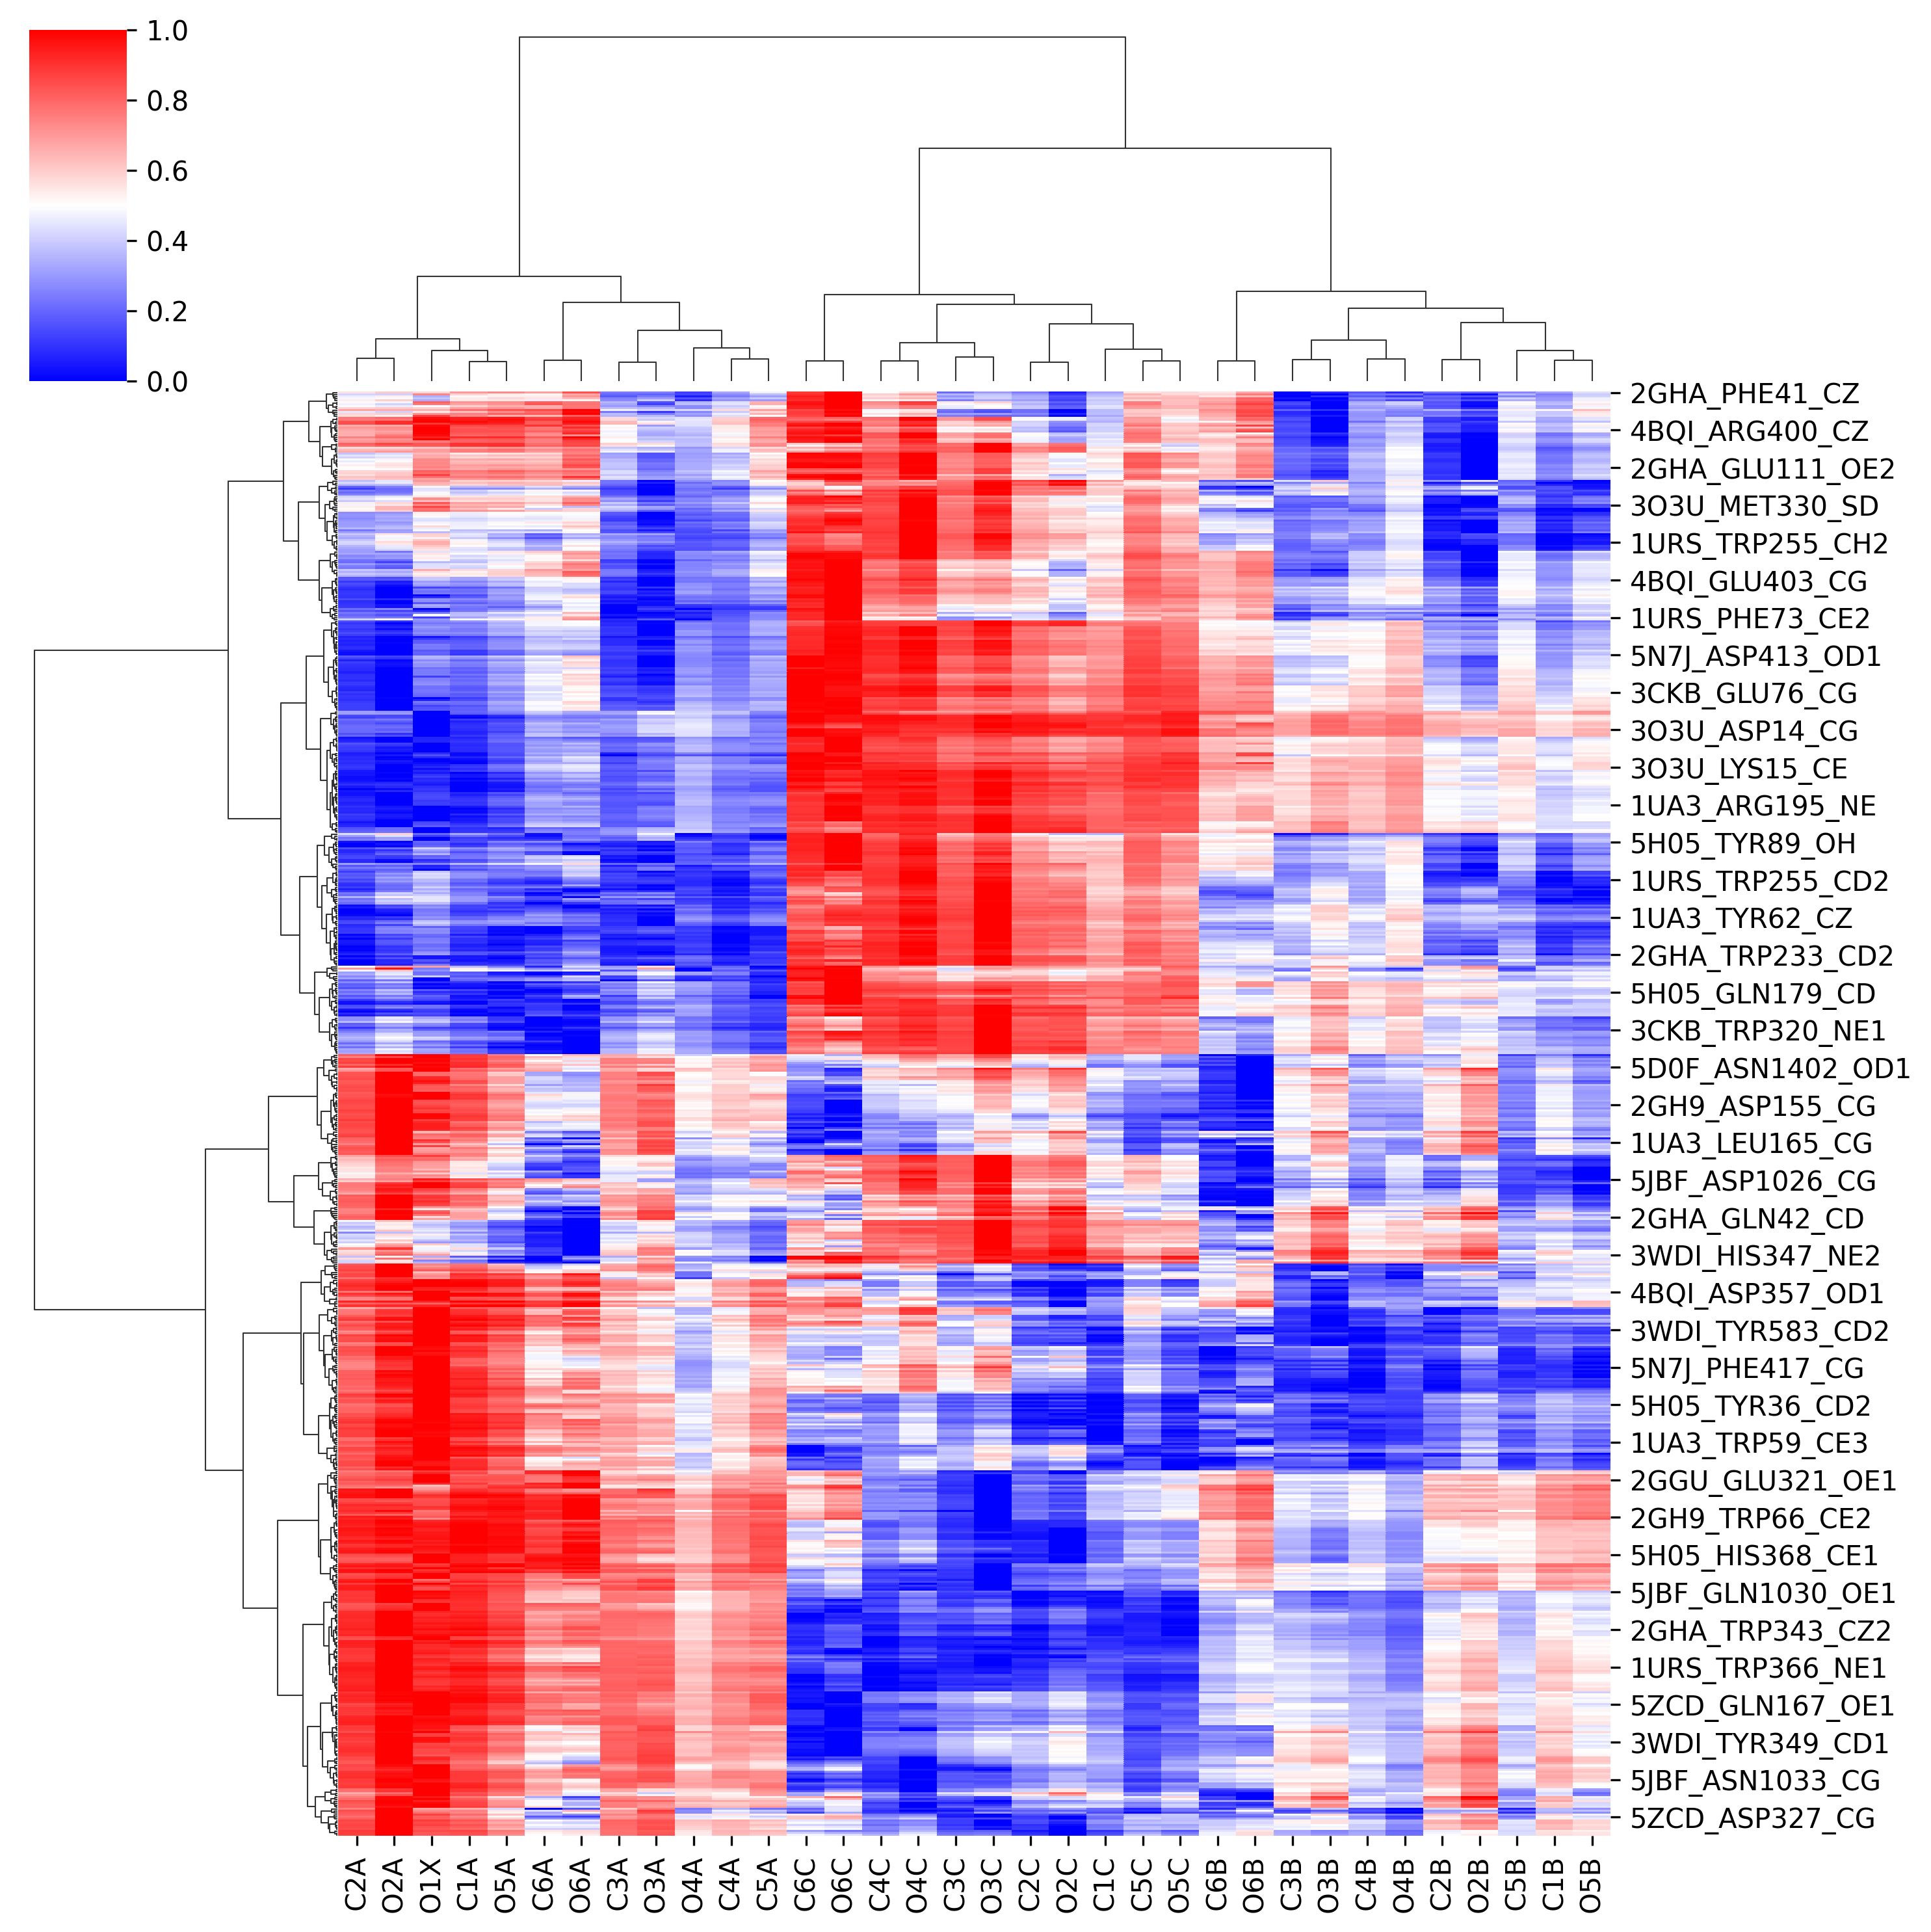 1.0
0.8
0.6
0.4
0.2
0.0
2GHA_PHE41_CZ
4BQI_ARG400_CZ
2GHA_GLU111_OE2
3O3U_MET330_SD
1URS_TRP255_CH2
4BQI_GLU403_CG
1URS_PHE73_CE2
5N7J_ASP413_OD1
3CKB_GLU76_CG
3O3U_ASP14_CG
3O3U_LYS15_CE
1UA3_ARG195_NE
5H05_TYR89_OH
1URS_TRP255_CD2
1UA3_TYR62_CZ
2GHA_TRP233_CD2
5H05_GLN179_CD
3CKB_TRP320_NE1
5D0F_ASN1402_OD1
2GH9_ASP155_CG
1UA3_LEU165_CG
5JBF_ASP1026_CG
2GHA_GLN42_CD
3WDI_HIS347_NE2
4BQI_ASP357_OD1
3WDI_TYR583_CD2
5N7J_PHE417_CG
5H05_TYR36_CD2
1UA3_TRP59_CE3
2GGU_GLU321_OE1
2GH9_TRP66_CE2
5H05_HIS368_CE1
5JBF_GLN1030_OE1
2GHA_TRP343_CZ2
1URS_TRP366_NE1
5ZCD_GLN167_OE1
3WDI_TYR349_CD1
5JBF_ASN1033_CG
5ZCD_ASP327_CG
C2A
O2A
O1X
C1A
O5A
C6A
O6A
C3A
O3A
O4A
C4A
C5A
C6C
O6C
C4C
O4C
C3C
O3C
C2C
O2C
C1C
C5C
O5C
C6B
O6B
C3B
O3B
C4B
O4B
C2B
O2B
C5B
C1B
O5B